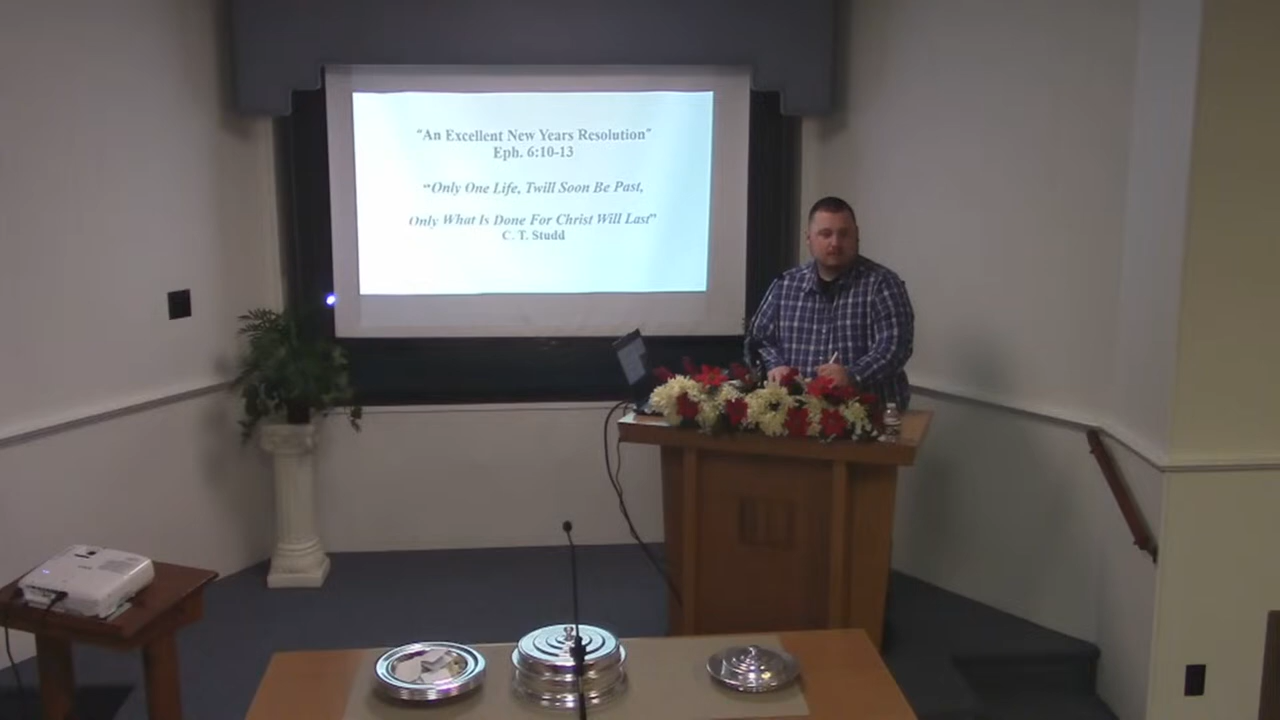 "An Excellent New Years Resolution"
Eph. 6:10-13
"Only One Life, Twill Soon Be Past,
Only What Is Done For Christ Will Last"
C. T. Studd